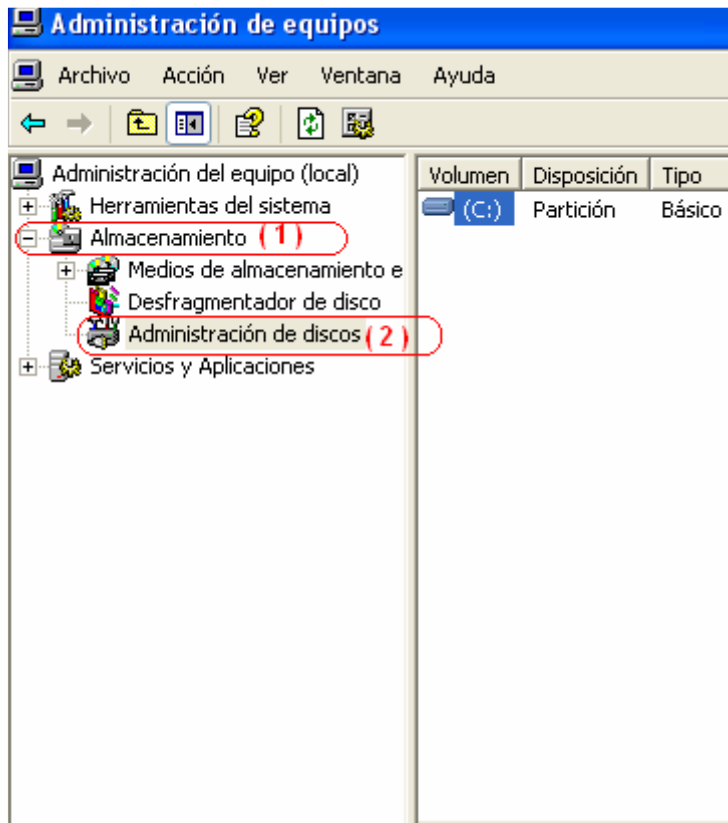 Administración de equipos
Archivo Acción Ver Ventana Ayuda
Administración del equipo (local)
Herramientas del sistema
Almacenamiento (1)
Medios de almacenamiento e
Desfragmentador de disco
Administración de discos (2)
Servicios y Aplicaciones
Volumen Disposición Tipo
(C:) Partición Básico